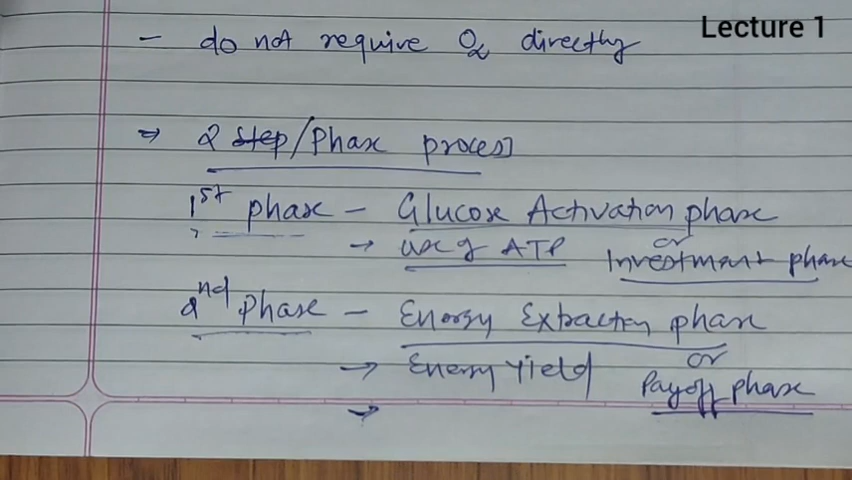 Lecture 1
- do not require O₂ directly
⇒ 2 Step/Phase process
1st phase - Glucose Activation phase
→ use of ATP or Investment phase
2nd Phase - Energy Extraction phase
→ Energy Yield or Payoff phase
→